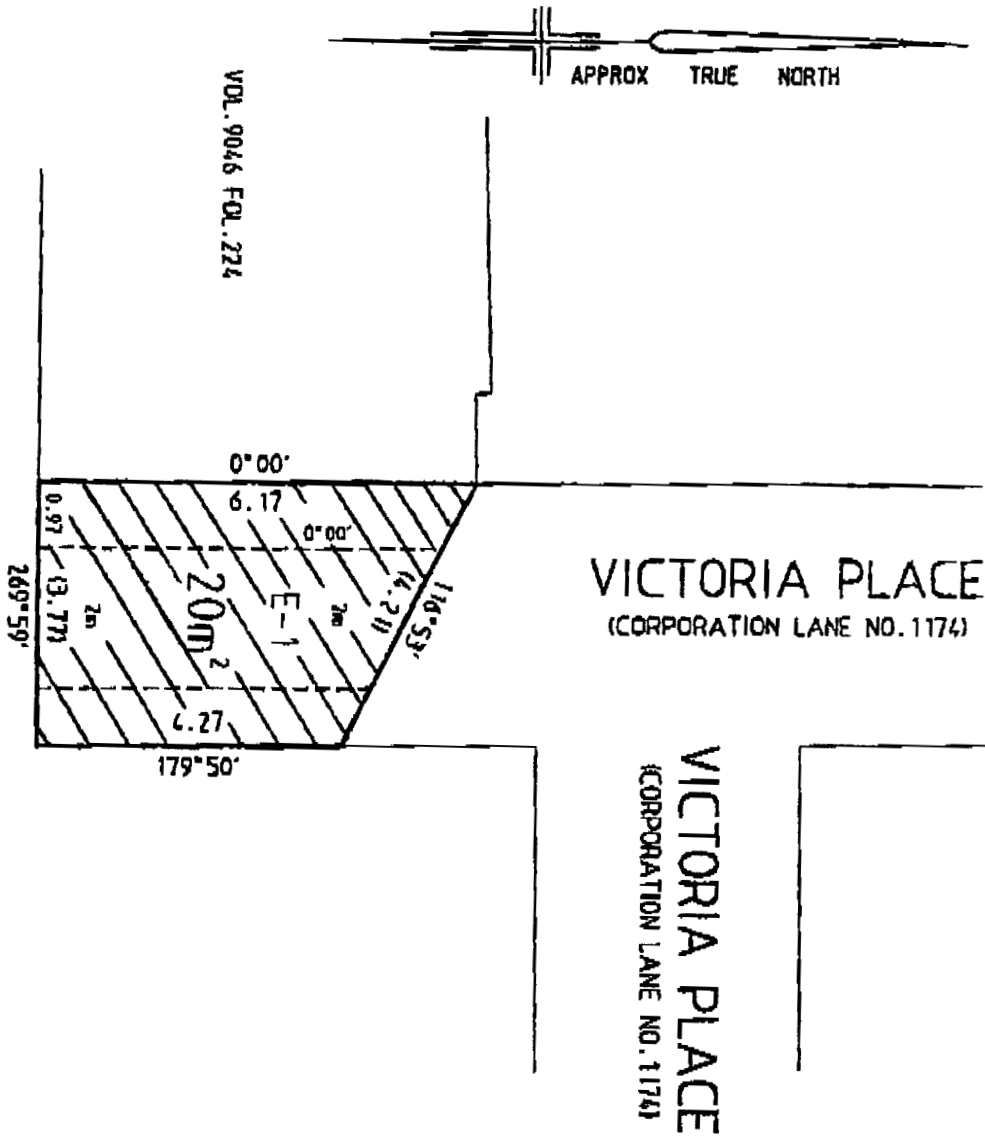 APPROX TRUE NORTH
VOL.9046 FOL.224
0°00'
6.17
0°00'
0.97
(3.77)
2m
269°59'
20m²
E-1
2m
(4.21)
116°53'
4.27
179°50'
VICTORIA PLACE
(CORPORATION LANE NO.1174)
VICTORIA PLACE
(CORPORATION LANE NO.1174)